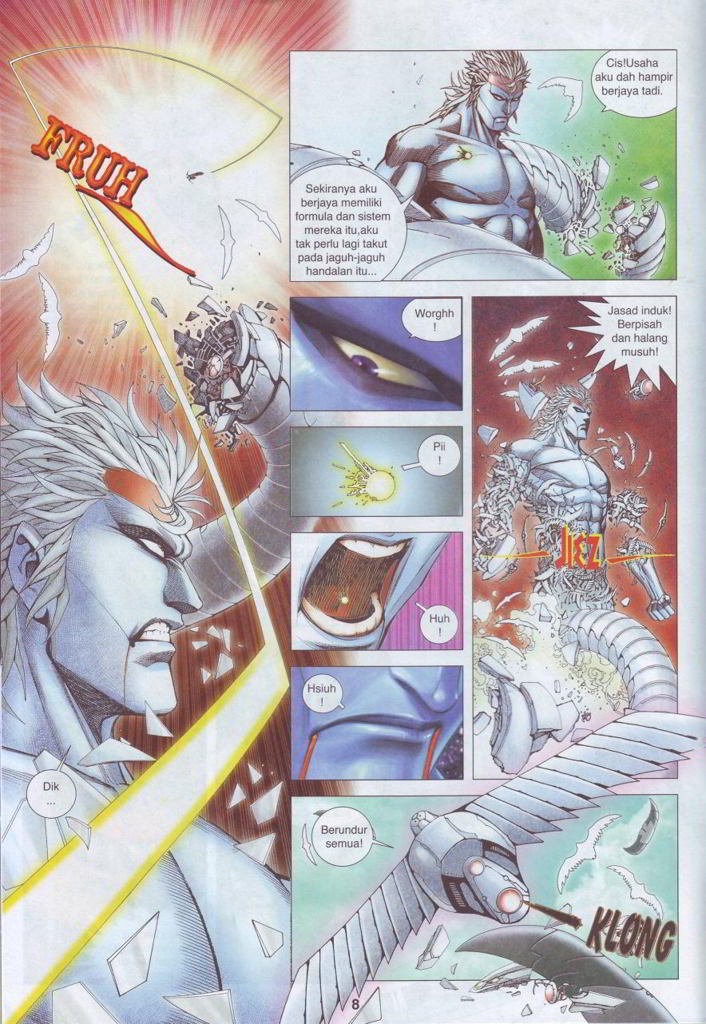 FRUH
Dik
...
Cis!Usaha
aku dah hampir
berjaya tadi.
Sekiranya aku
berjaya memiliki
formula dan sistem
mereka itu,aku
tak perlu lagi takut
pada jaguh-jaguh
handalan itu...
Worghh
!
Pii
!
Huh
!
Hsiuh
!
Jasad induk!
Berpisah
dan halang
musuh!
JIEZ
Berundur
semua!
KLONG
8